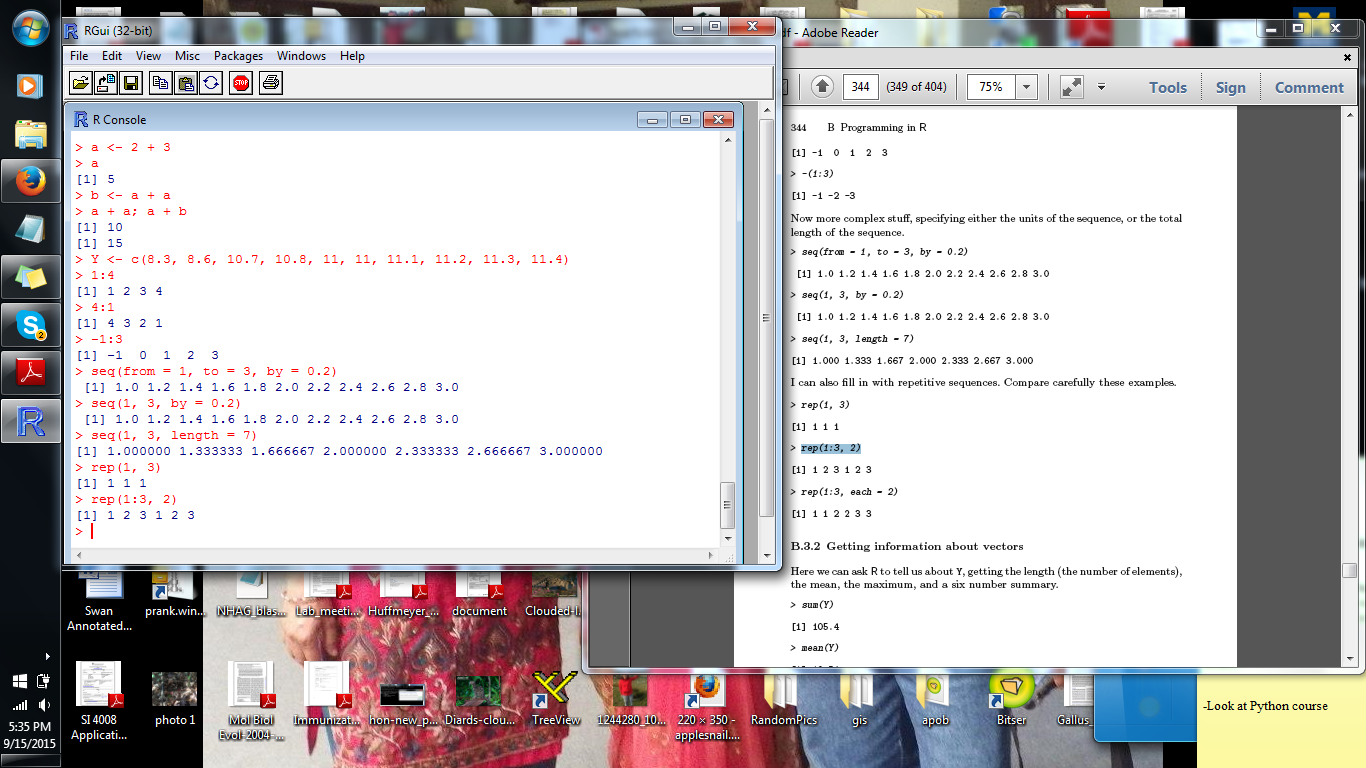 RGui (32-bit)
File Edit View Misc Packages Windows Help
STOP
R Console
> a <- 2 + 3
> a
[1] 5
> b <- a + a
> a + a; a + b
[1] 10
[1] 15
> Y <- c(8.3, 8.6, 10.7, 10.8, 11, 11, 11.1, 11.2, 11.3, 11.4)
> 1:4
[1] 1 2 3 4
> 4:1
[1] 4 3 2 1
> -1:3
[1] -1 0 1 2 3
> seq(from = 1, to = 3, by = 0.2)
[1] 1.0 1.2 1.4 1.6 1.8 2.0 2.2 2.4 2.6 2.8 3.0
> seq(1, 3, by = 0.2)
[1] 1.0 1.2 1.4 1.6 1.8 2.0 2.2 2.4 2.6 2.8 3.0
> seq(1, 3, length = 7)
[1] 1.000000 1.333333 1.666667 2.000000 2.333333 2.666667 3.000000
> rep(1, 3)
[1] 1 1 1
> rep(1:3, 2)
[1] 1 2 3 1 2 3
>
df - Adobe Reader
344 (349 of 404) 75% Tools Sign Comment
344 B Programming in R
[1] -1 0 1 2 3
> -(1:3)
[1] -1 -2 -3
Now more complex stuff, specifying either the units of the sequence, or the total
length of the sequence.
> seq(from = 1, to = 3, by = 0.2)
[1] 1.0 1.2 1.4 1.6 1.8 2.0 2.2 2.4 2.6 2.8 3.0
> seq(1, 3, by = 0.2)
[1] 1.0 1.2 1.4 1.6 1.8 2.0 2.2 2.4 2.6 2.8 3.0
> seq(1, 3, length = 7)
[1] 1.000 1.333 1.667 2.000 2.333 2.667 3.000
I can also fill in with repetitive sequences. Compare carefully these examples.
> rep(1, 3)
[1] 1 1 1
> rep(1:3, 2)
[1] 1 2 3 1 2 3
> rep(1:3, each = 2)
[1] 1 1 2 2 3 3
B.3.2 Getting information about vectors
Here we can ask R to tell us about Y, getting the length (the number of elements),
the mean, the maximum, and a six number summary.
> sum(Y)
[1] 105.4
> mean(Y)
Swan
Annotated...
prank.win...
NHAG_blas...
Lab_meeti...
Huffmeyer_...
document
Clouded-l...
SI 4008
Applicati...
photo 1
Mol Biol
Evol-2004-...
Immunizat...
hon-new_p...
Diards-clou...
TreeView
1244280_10...
220 × 350 -
applesnail....
RandomPics
gis
apob
Bitser
Gallus_
-Look at Python course
2
5:35 PM
9/15/2015